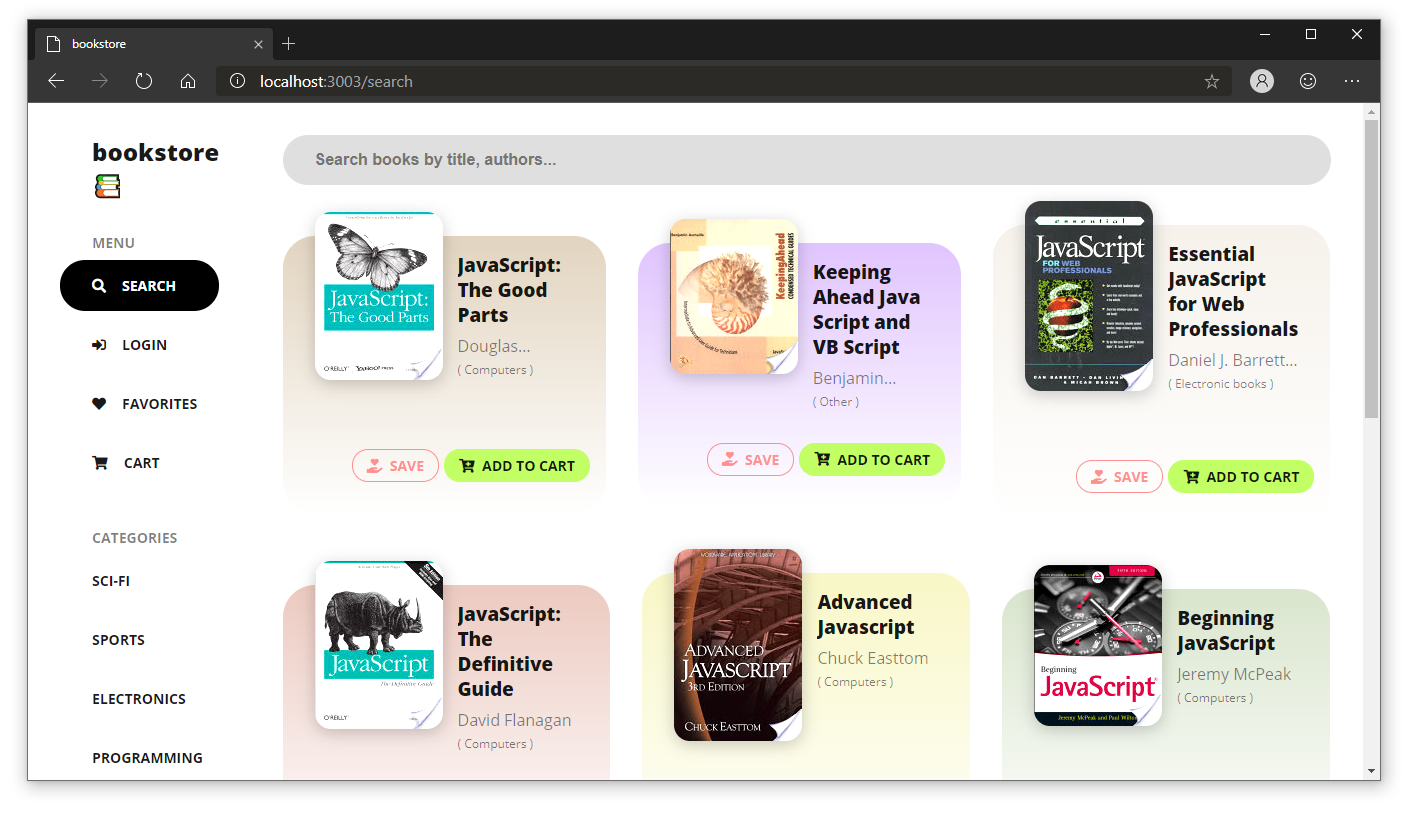 bookstore
localhost:3003/search
bookstore
Search books by title, authors...
MENU
SEARCH
LOGIN
FAVORITES
CART
CATEGORIES
SCI-FI
SPORTS
ELECTRONICS
PROGRAMMING
JavaScript:
The Good Parts
O'REILLY
YAHOO! PRESS
JavaScript:
The Good
Parts
Douglas...
( Computers )
SAVE
ADD TO CART
Benjamin
KeepingAhead
CONDENSED TECHNICAL GUIDES
Keeping
Ahead Java
Script and
VB Script
Benjamin...
( Other )
SAVE
ADD TO CART
essential
JavaScript
FOR WEB
PROFESSIONALS
DAN BARRETT • DAN
& MICAH BROWN
Essential
JavaScript
for Web
Professionals
Daniel J. Barrett...
( Electronic books )
SAVE
ADD TO CART
JavaScript
The Definitive Guide
O'REILLY
JavaScript:
The
Definitive
Guide
David Flanagan
( Computers )
WORDWARE APPLICATIONS LIBRARY
ADVANCED
JAVASCRIPT
3RD EDITION
CHUCK EASTTOM
Advanced
Javascript
Chuck Easttom
( Computers )
FIFTH EDITION
Beginning
JavaScript®
Jeremy McPeak and Paul
Beginning
JavaScript
Jeremy McPeak
( Computers )